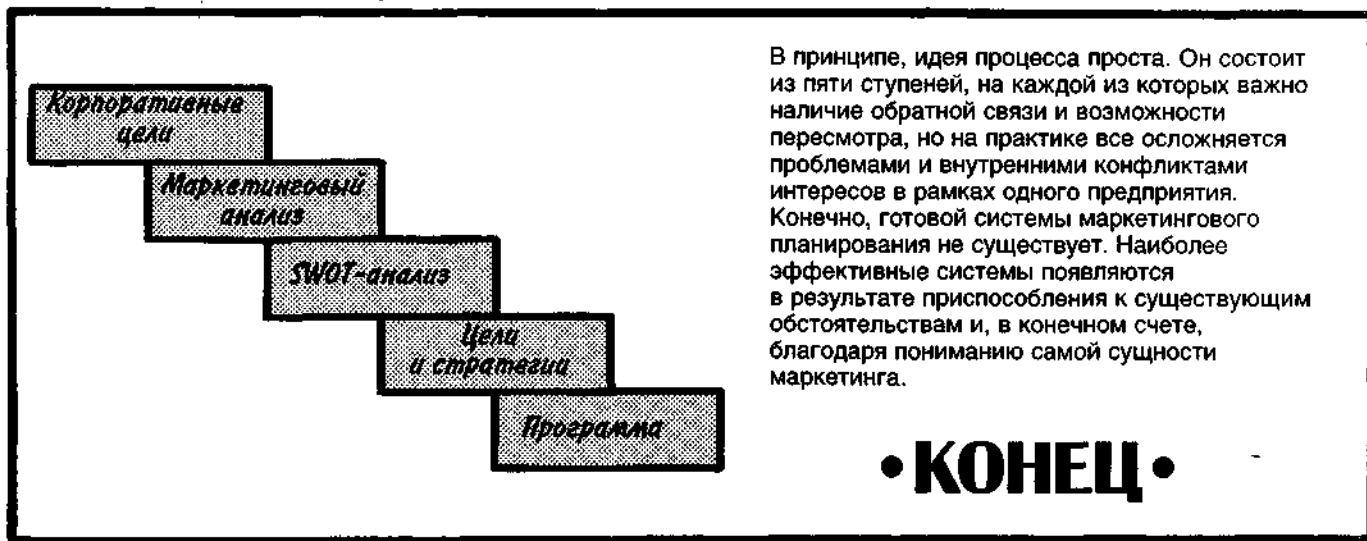 Корпоративные
цели
Маркетинговый
анализ
SWOT-анализ
Цели
и стратегии
Программа
В принципе, идея процесса проста. Он состоит
из пяти ступеней, на каждой из которых важно
наличие обратной связи и возможности
пересмотра, но на практике все осложняется
проблемами и внутренними конфликтами
интересов в рамках одного предприятия.
Конечно, готовой системы маркетингового
планирования не существует. Наиболее
эффективные системы появляются
в результате приспособления к существующим
обстоятельствам и, в конечном счете,
благодаря пониманию самой сущности
маркетинга.
•КОНЕЦ•